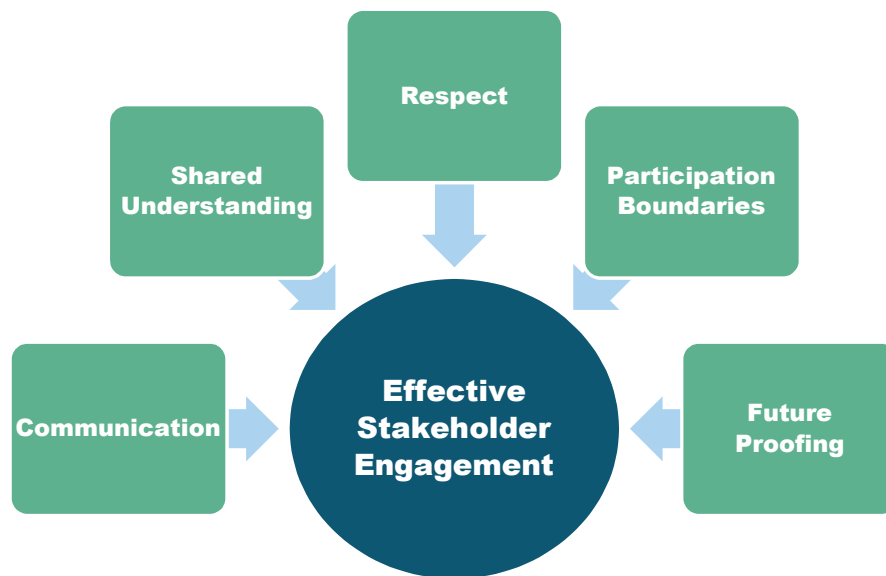 Respect
Shared
Understanding
Participation
Boundaries
Communication
Effective
Stakeholder
Engagement
Future
Proofing